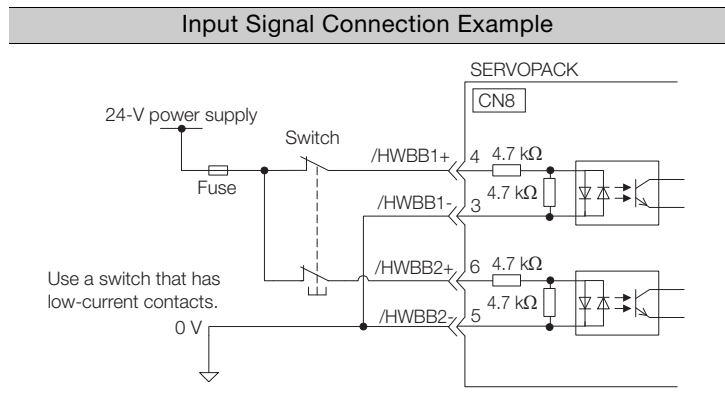 Input Signal Connection Example
SERVOPACK
CN8
24-V power supply
Switch
Fuse
/HWBB1+
4
4.7 kΩ
4.7 kΩ
/HWBB1-
3
/HWBB2+
6
4.7 kΩ
4.7 kΩ
/HWBB2-
5
Use a switch that has
low-current contacts.
0 V